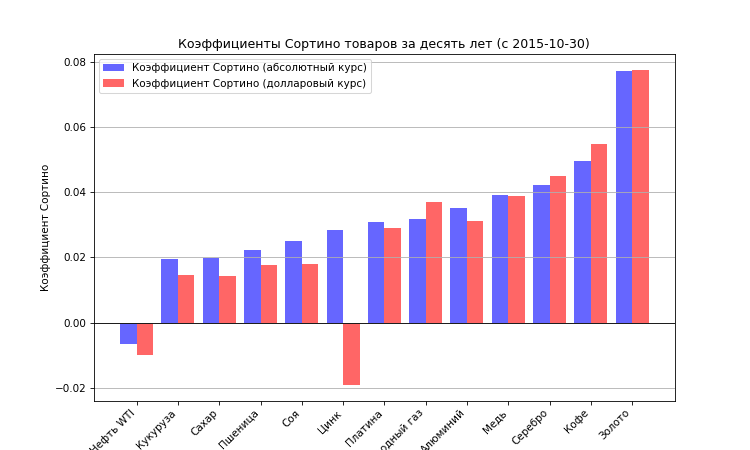 Коэффициенты Сортино товаров за десять лет (с 2015-10-30)
Коэффициент Сортино (абсолютный курс)
Коэффициент Сортино (долларовый курс)
Коэффициент Сортино
0.08
0.06
0.04
0.02
0.00
−0.02
Нефть WTI
Кукуруза
Сахар
Пшеница
Соя
Цинк
Платина
газ
Алюминий
Медь
Серебро
Кофе
Золото